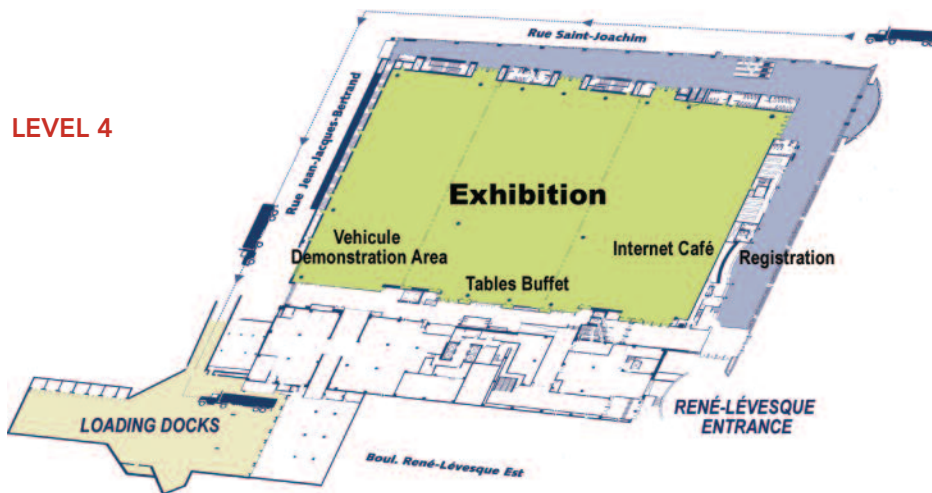 Rue Saint-Joachim
LEVEL 4
Rue Jean-Jacques-Bertrand
Exhibition
Vehicule
Demonstration Area
Internet Café
Registration
Tables Buffet
LOADING DOCKS
RENÉ-LÉVESQUE
ENTRANCE
Boul. René-Lévesque Est